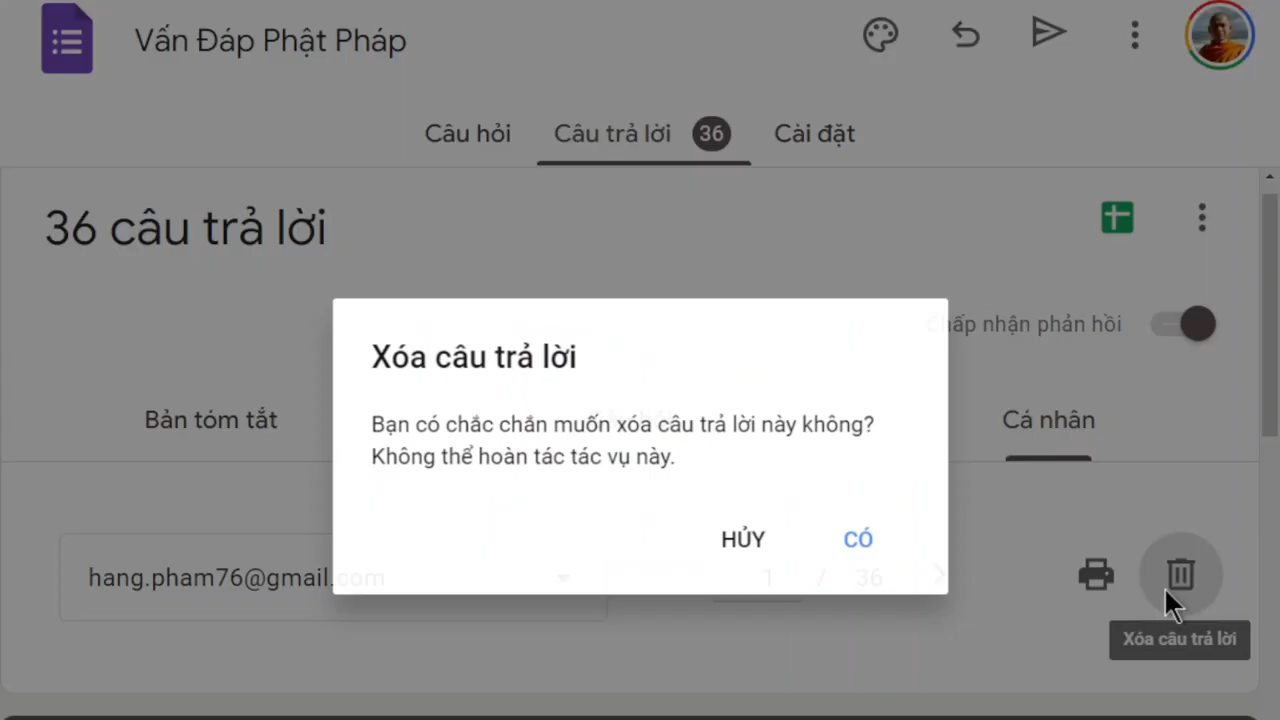 Vấn Đáp Phật Pháp
Câu hỏi
Câu trả lời 36
Cài đặt
36 câu trả lời
Chấp nhận phản hồi
Xóa câu trả lời
Bản tóm tắt
Cá nhân
Bạn có chắc chắn muốn xóa câu trả lời này không?
Không thể hoàn tác tác vụ này.
HỦY
CÓ
hang.pham76@gmail.com
1 / 36
Xóa câu trả lời